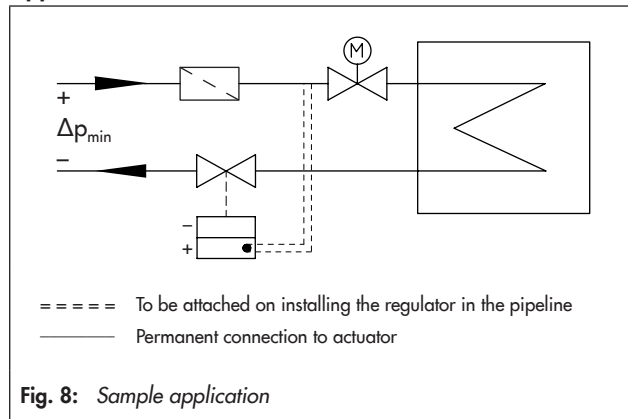 M
+
Δpmin
–
–
+
To be attached on installing the regulator in the pipeline
Permanent connection to actuator
Fig. 8: Sample application